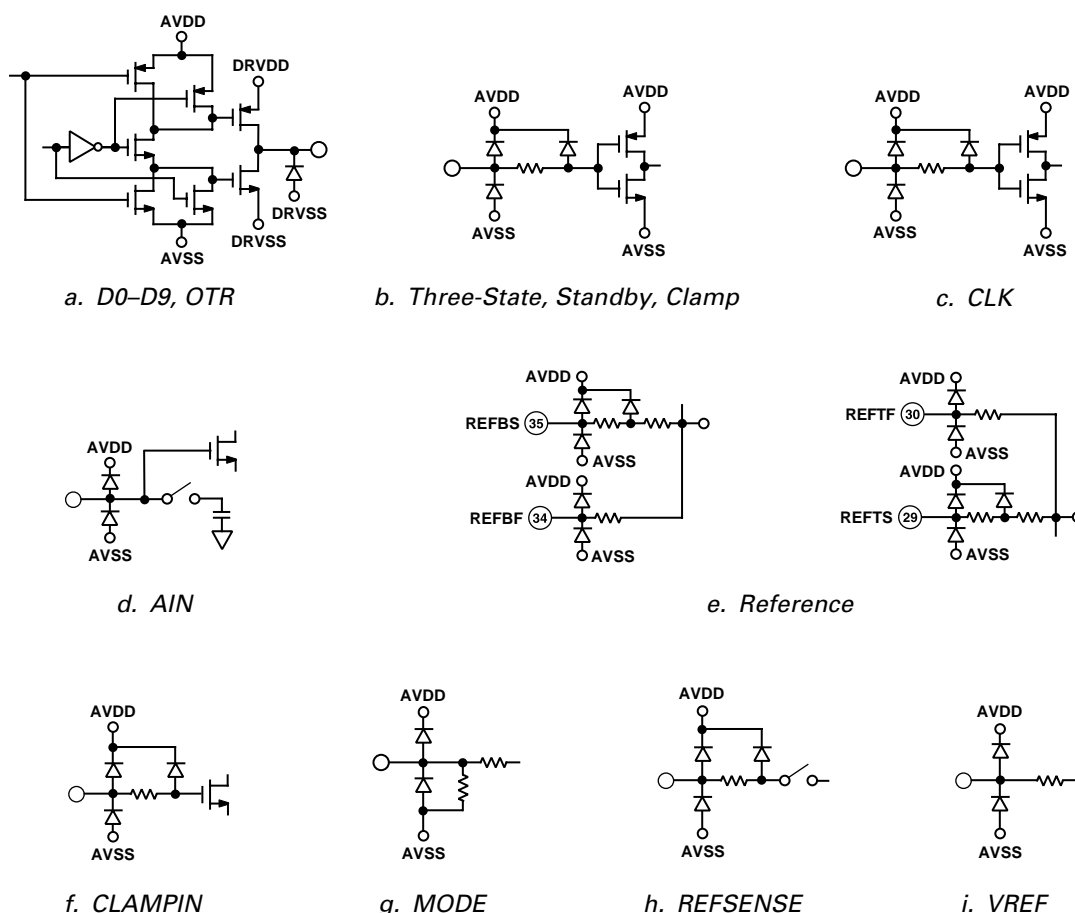 AVDD
DRVDD
DRVSS
DRVSS
AVSS
a. D0–D9, OTR
AVDD
AVDD
AVSS
AVSS
b. Three-State, Standby, Clamp
AVDD
AVDD
AVSS
AVSS
c. CLK
AVDD
AVSS
d. AIN
AVDD
REFBS 35
AVSS
AVDD
REFBF 34
AVSS
AVDD
REFTF 30
AVSS
AVDD
REFTS 29
AVSS
e. Reference
AVDD
AVSS
f. CLAMPIN
AVDD
AVSS
g. MODE
AVDD
AVSS
h. REFSENSE
AVDD
AVSS
i. VREF